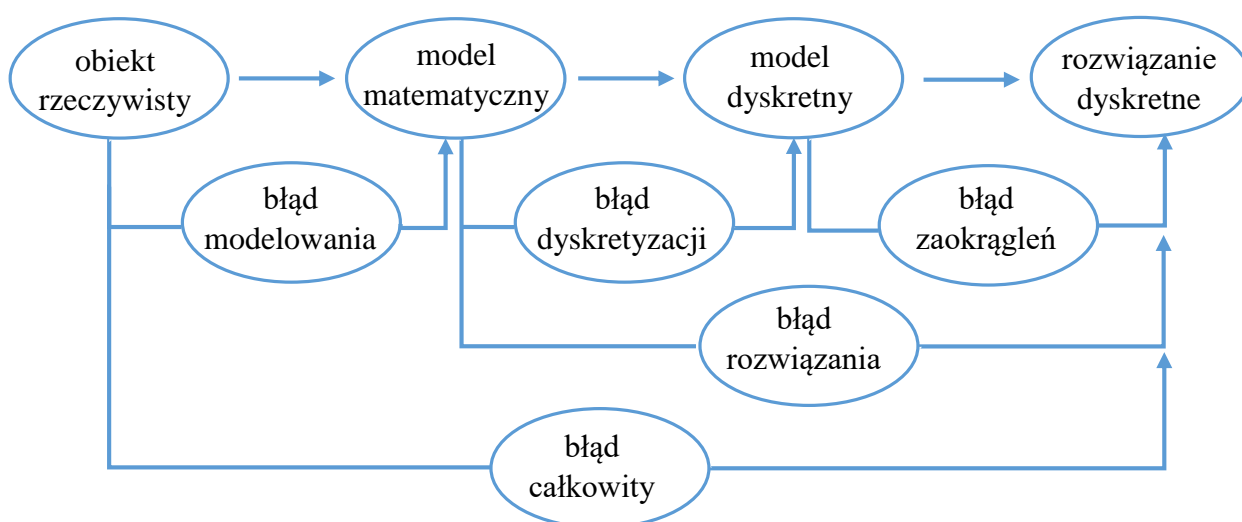 obiekt
rzeczywisty
model
matematyczny
model
dyskretny
rozwiązanie
dyskretne
błąd
modelowania
błąd
dyskretyzacji
błąd
zaokrągleń
błąd
rozwiązania
błąd
całkowity